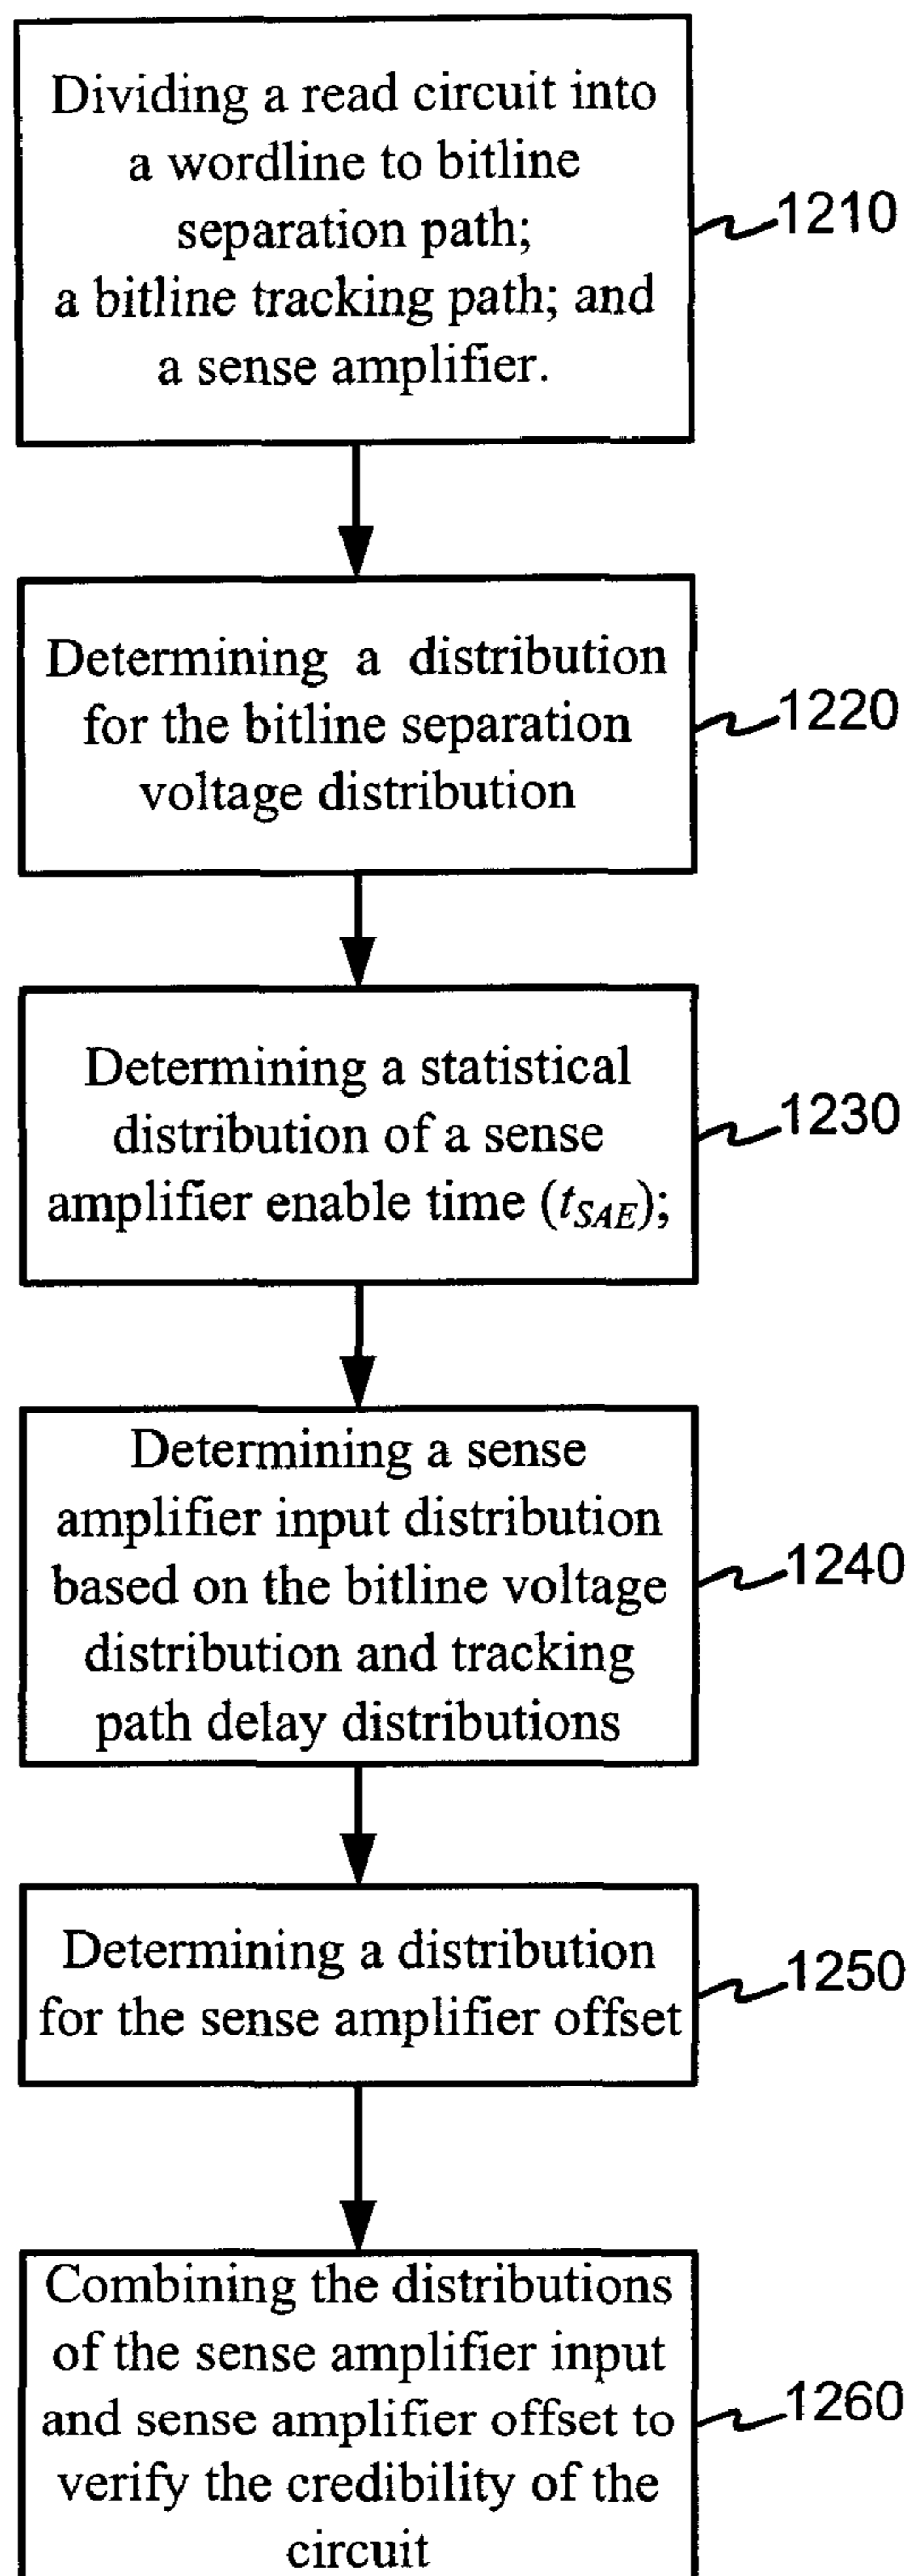 Dividing a read circuit into
a wordline to bitline
separation path;
a bitline tracking path; and
a sense amplifier.
1210
Determining a distribution
for the bitline separation
voltage distribution
1220
Determining a statistical
distribution of a sense
amplifier enable time (tSAE);
1230
Determining a sense
amplifier input distribution
based on the bitline voltage
distribution and tracking
path delay distributions
1240
Determining a distribution
for the sense amplifier offset
1250
Combining the distributions
of the sense amplifier input
and sense amplifier offset to
verify the credibility of the
circuit
1260